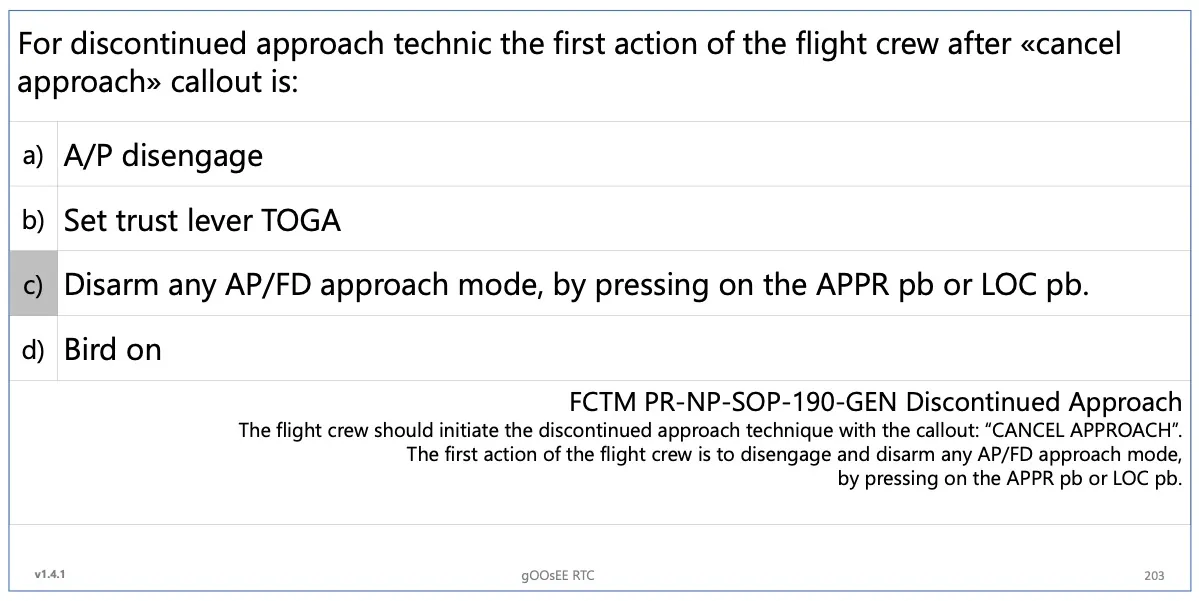 For discontinued approach technic the first action of the flight crew after «cancel
approach» callout is:
a) A/P disengage
b) Set trust lever TOGA
c) Disarm any AP/FD approach mode, by pressing on the APPR pb or LOC pb.
d) Bird on
FCTM PR-NP-SOP-190-GEN Discontinued Approach
The flight crew should initiate the discontinued approach technique with the callout: “CANCEL APPROACH”.
The first action of the flight crew is to disengage and disarm any AP/FD approach mode,
by pressing on the APPR pb or LOC pb.
v1.4.1 gOOsEE RTC 203